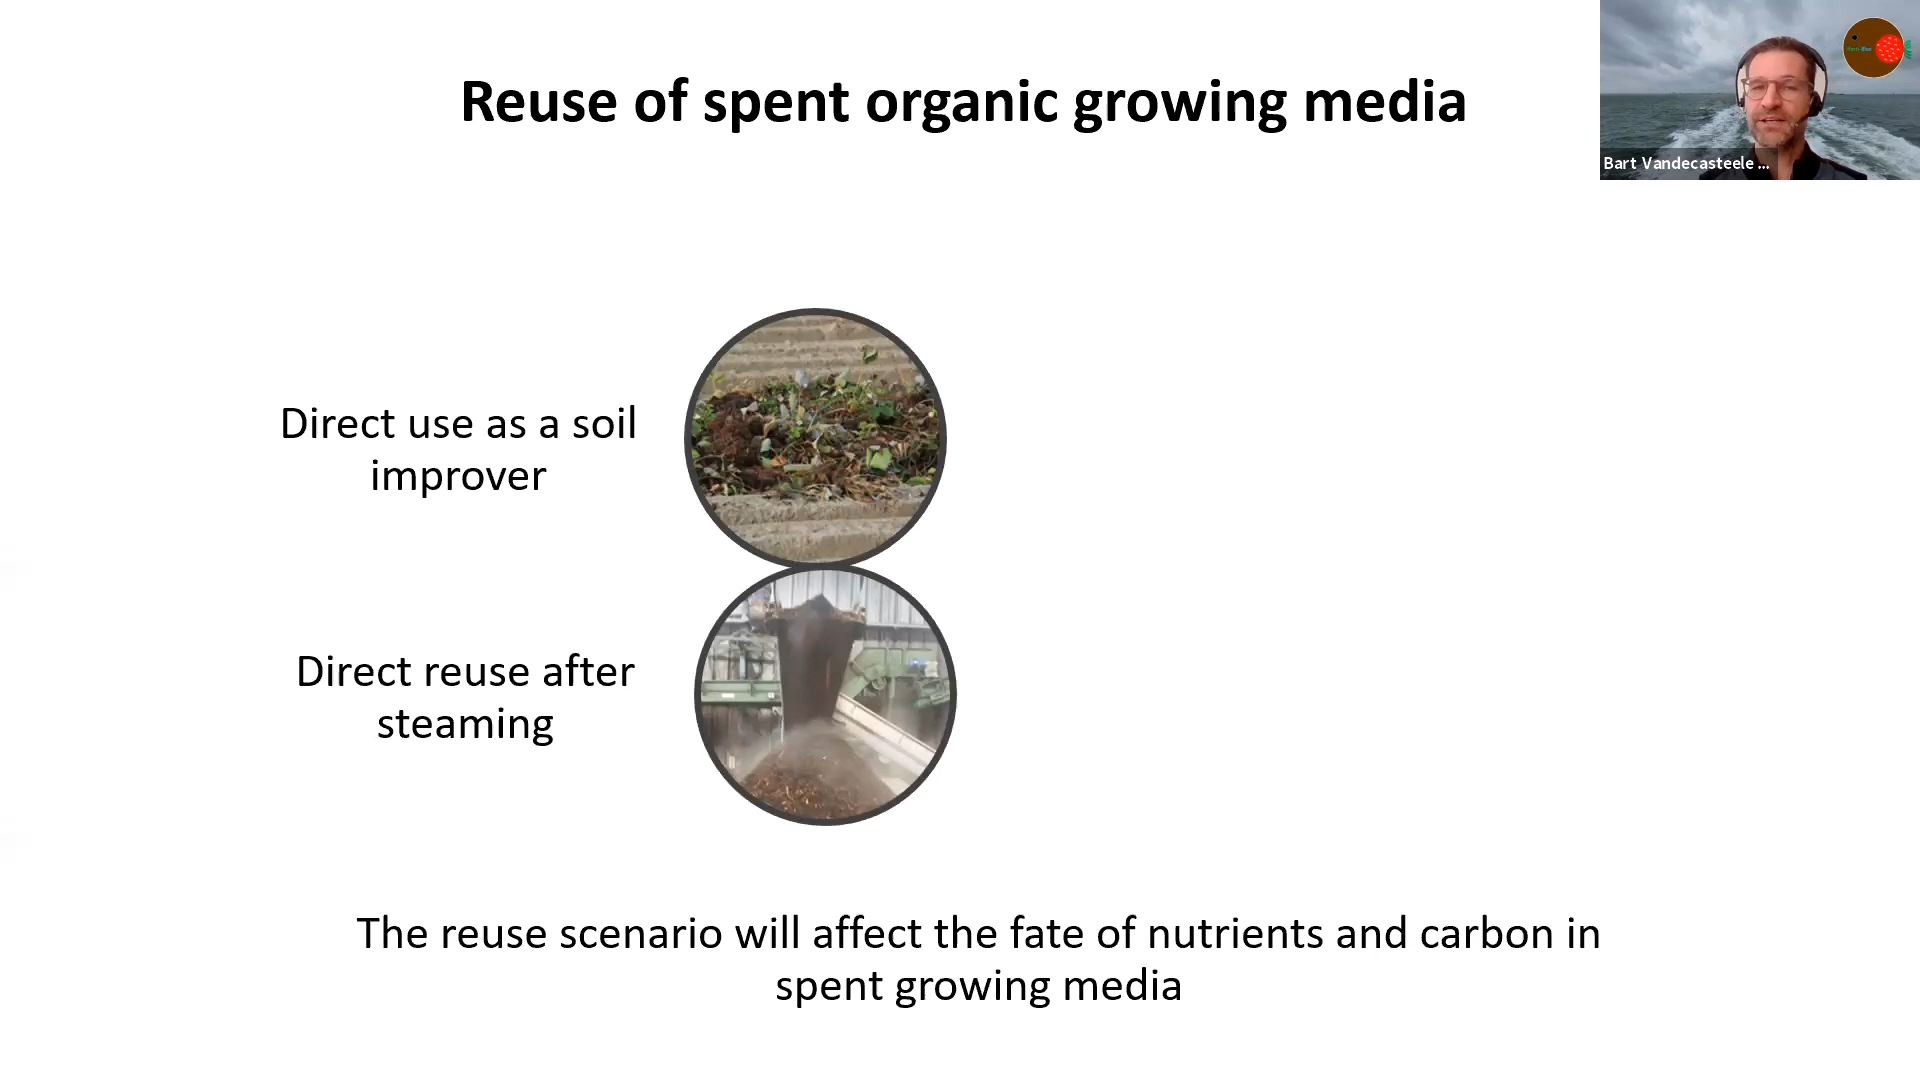 Reuse of spent organic growing media
Bart Vandecasteele ...
Direct use as a soil
improver
Direct reuse after
steaming
The reuse scenario will affect the fate of nutrients and carbon in
spent growing media